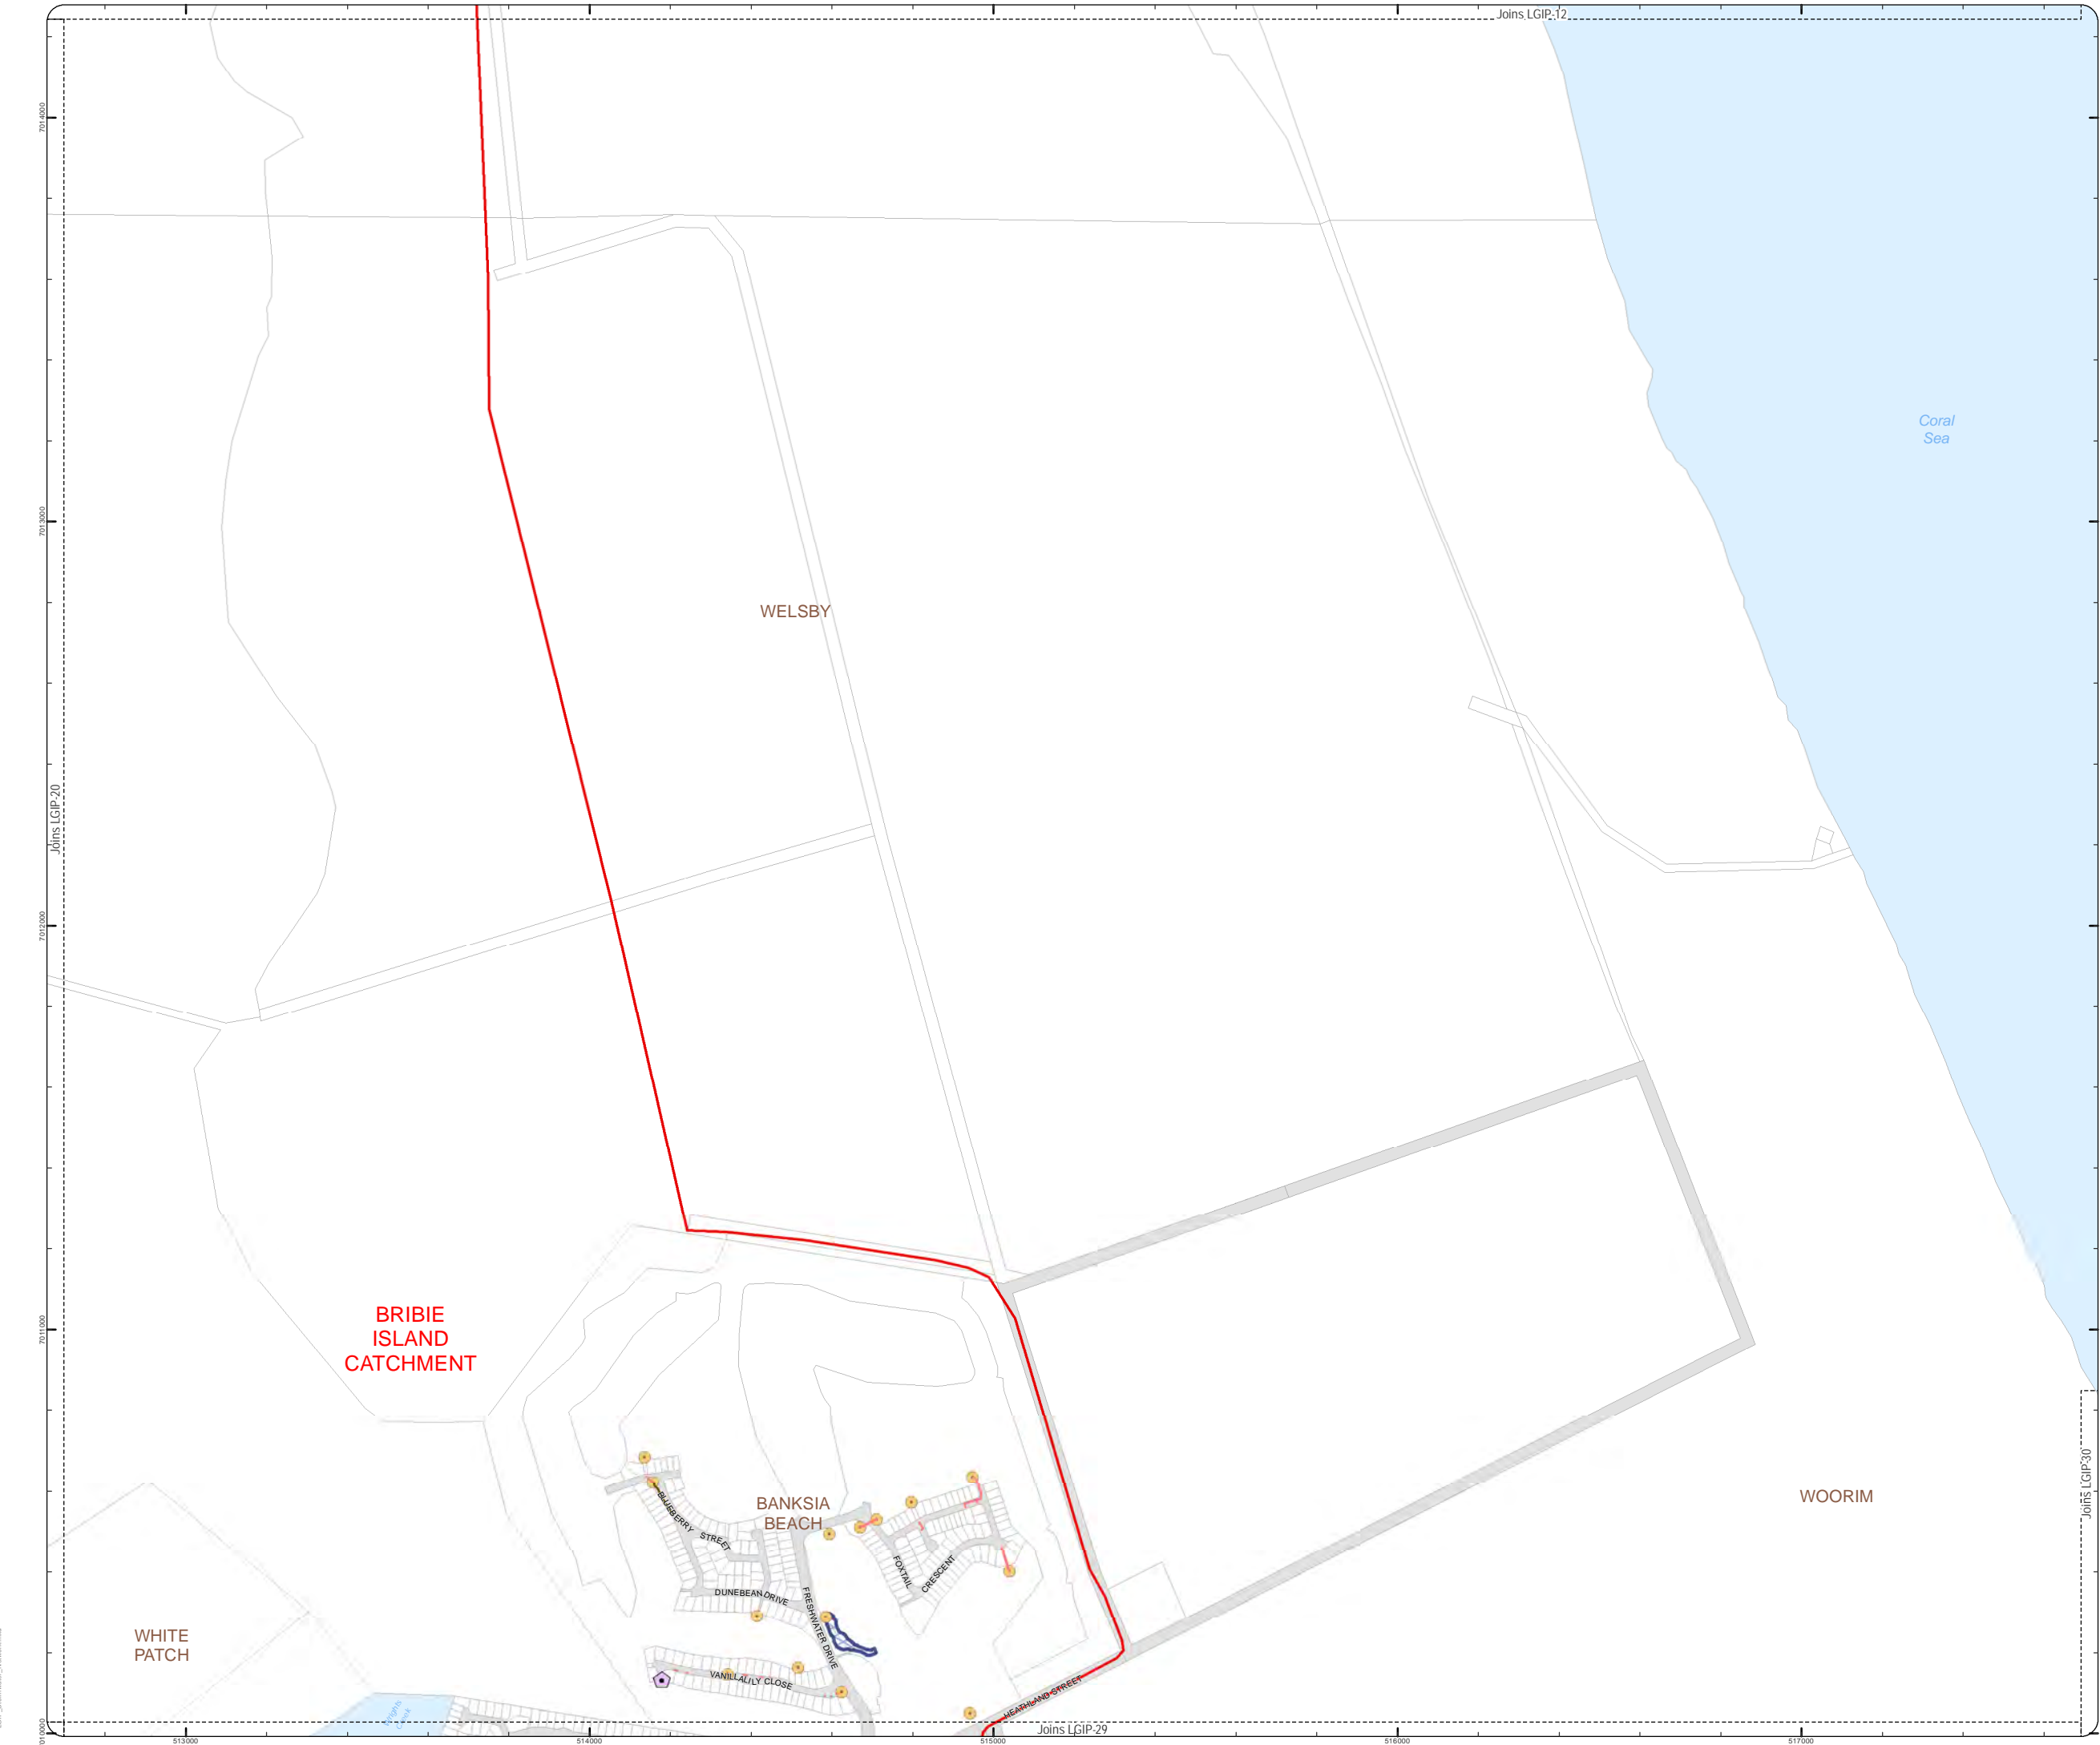 Joins LGIP-12
7014000
Coral
Sea
7013000
WELSBY
Joins LGIP-20
7012000
BRIBIE
ISLAND
CATCHMENT
7011000
Joins LGIP-30
WOORIM
BANKSIA
BEACH
BLUEBERRY STREET
FOXTAIL CRESCENT
DUNEBEAN DRIVE
FRESHWATER DRIVE
WHITE
PATCH
VANILLALILY CLOSE
HEATHLAND STREET
Creek
Joins LGIP-29
513000
514000
515000
516000
517000